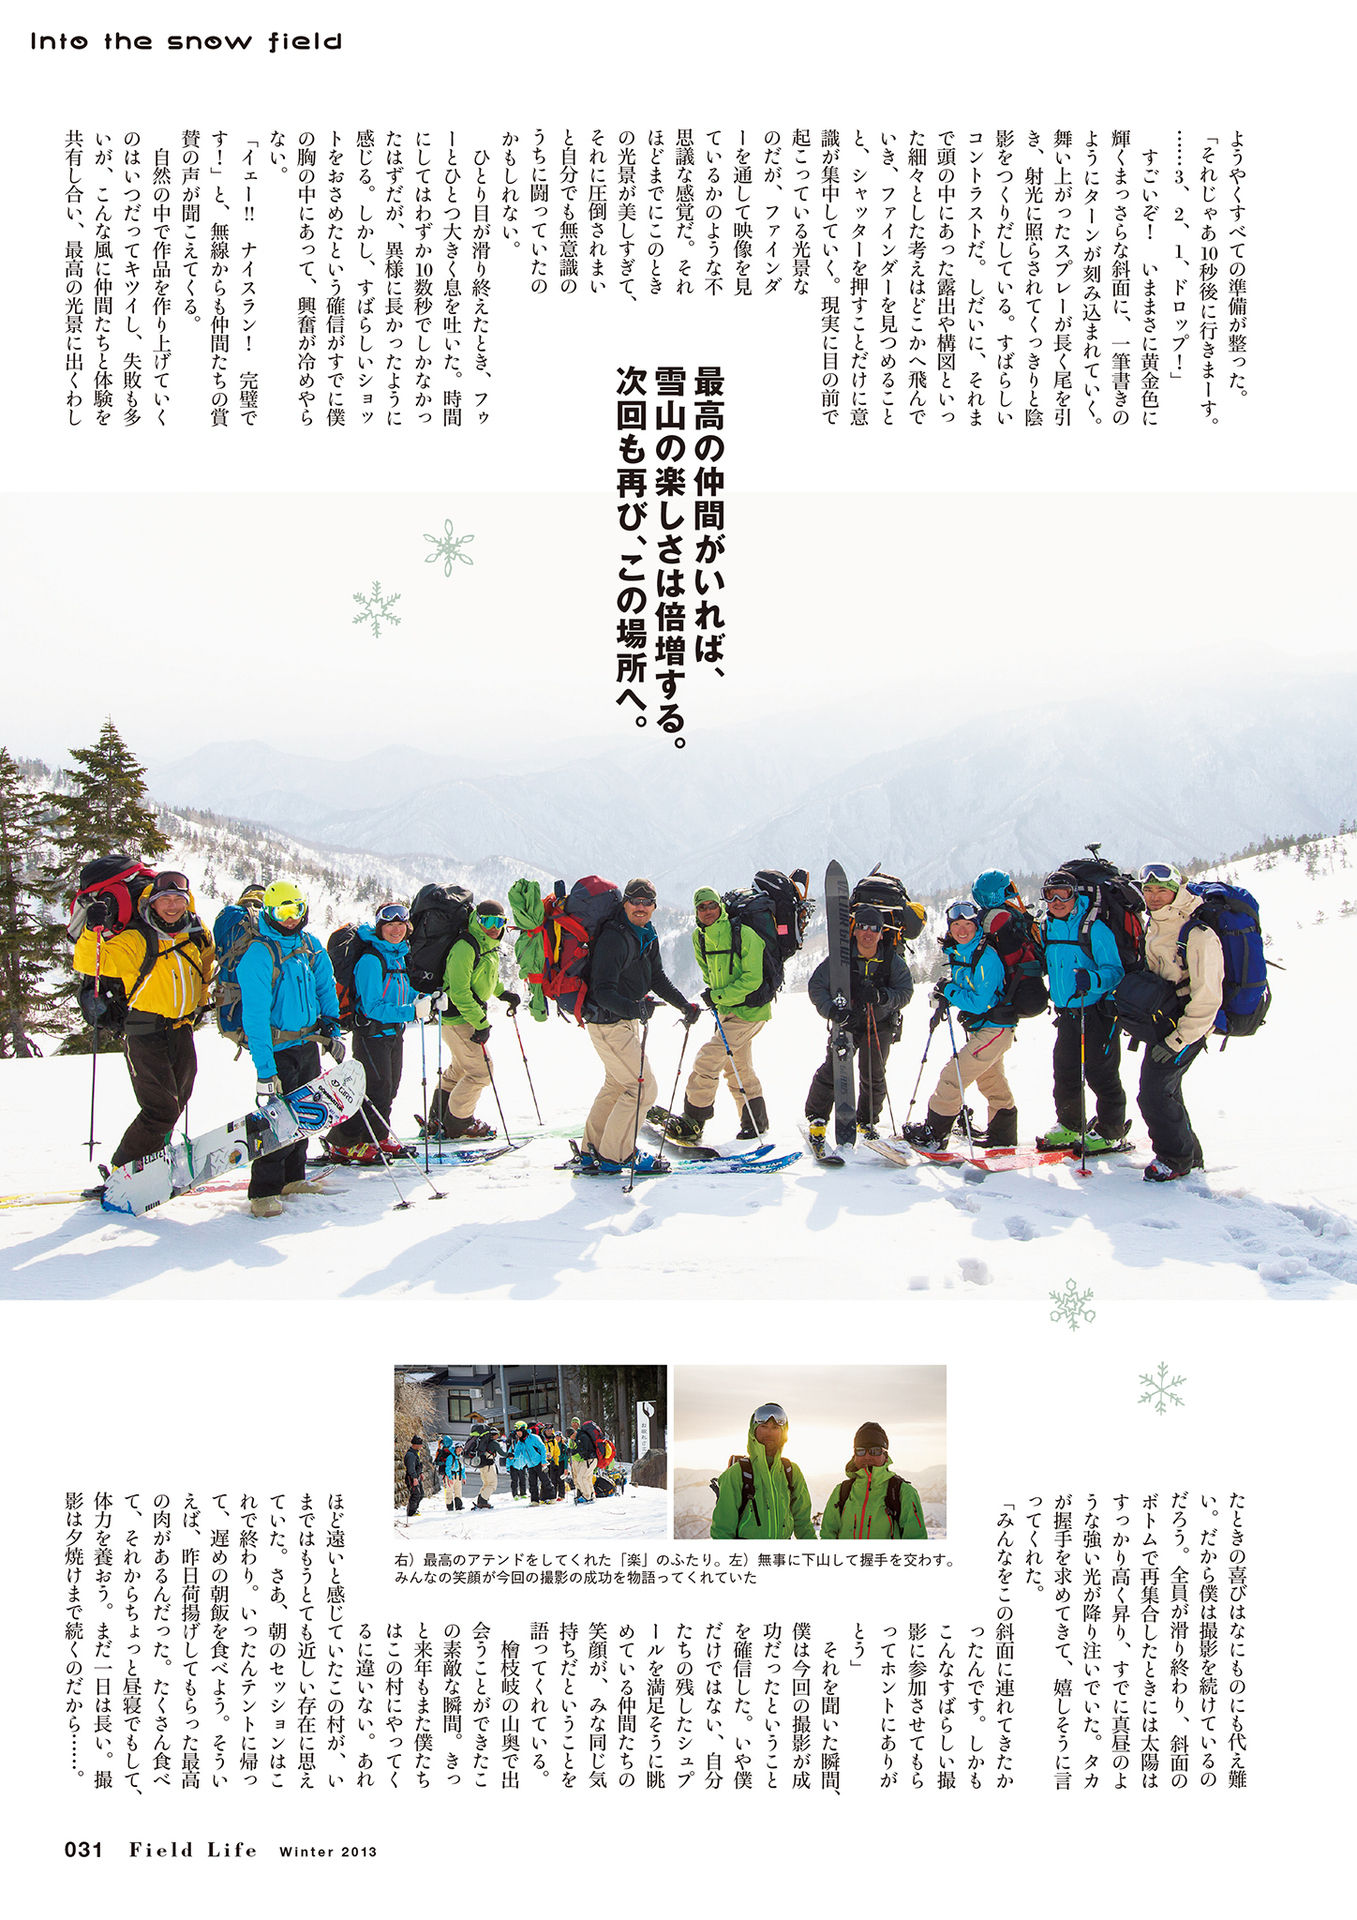 Into the snow field
ようやくすべての準備が整った。
「それじゃあ10秒後に行きまーす。
……3、2、1、ドロップ！」
すごいぞ！　いままさに黄金色に
輝くまっさらな斜面に、一筆書きの
ようにターンが刻み込まれていく。
舞い上がったスプレーが長く尾を引
き、射光に照らされてくっきりと陰
影をつくりだしている。すばらしい
コントラストだ。しだいに、それま
で頭の中にあった露出や構図といっ
た細々とした考えはどこかへ飛んで
いき、ファインダーを見つめること
と、シャッターを押すことだけに意
識が集中していく。現実に目の前で
起こっている光景な
のだが、ファインダ
ーを通して映像を見
ているかのような不
思議な感覚だ。それ
ほどまでにこのとき
の光景が美しすぎて、
それに圧倒されまい
と自分でも無意識の
うちに闘っていたの
かもしれない。
ひとり目が滑り終えたとき、フゥ
ーとひとつ大きく息を吐いた。時間
にしてはわずか10数秒でしかなかっ
たはずだが、異様に長かったように
感じる。しかし、すばらしいショッ
トをおさめたという確信がすでに僕
の胸の中にあって、興奮が冷めやら
ない。
「イェー!!　ナイスラン！　完璧で
す！」と、無線からも仲間たちの賞
賛の声が聞こえてくる。
自然の中で作品を作り上げていく
のはいつだってキツイし、失敗も多
いが、こんな風に仲間たちと体験を
共有し合い、最高の光景に出くわし
最高の仲間がいれば、
雪山の楽しさは倍増する。
次回も再び、この場所へ。
たときの喜びはなにものにも代え難
い。だから僕は撮影を続けているの
だろう。全員が滑り終わり、斜面の
ボトムで再集合したときには太陽は
すっかり高く昇り、すでに真昼のよ
うな強い光が降り注いでいた。タカ
が握手を求めてきて、嬉しそうに言
ってくれた。
「みんなをこの斜面に連れてきたか
ったんです。しかも
こんなすばらしい撮
影に参加させてもら
ってホントにありが
とう」
それを聞いた瞬間、
僕は今回の撮影が成
功だったということ
を確信した。いや僕
だけではない、自分
たちの残したシュプ
ールを満足そうに眺
めている仲間たちの
笑顔が、みな同じ気
持ちだということを
語ってくれている。
檜枝岐の山奥で出
会うことができたこ
の素敵な瞬間。きっ
と来年もまた僕たち
はこの村にやってく
るに違いない。あれ
ほど遠いと感じていたこの村が、い
まではもうとても近しい存在に思え
ていた。さあ、朝のセッションはこ
れで終わり。いったんテントに帰っ
て、遅めの朝飯を食べよう。そうい
えば、昨日荷揚げしてもらった最高
の肉があるんだった。たくさん食べ
て、それからちょっと昼寝でもして、
体力を養おう。まだ一日は長い。撮
影は夕焼けまで続くのだから……。
右）最高のアテンドをしてくれた「楽」のふたり。左）無事に下山して握手を交わす。
みんなの笑顔が今回の撮影の成功を物語ってくれていた
031 Field Life Winter 2013